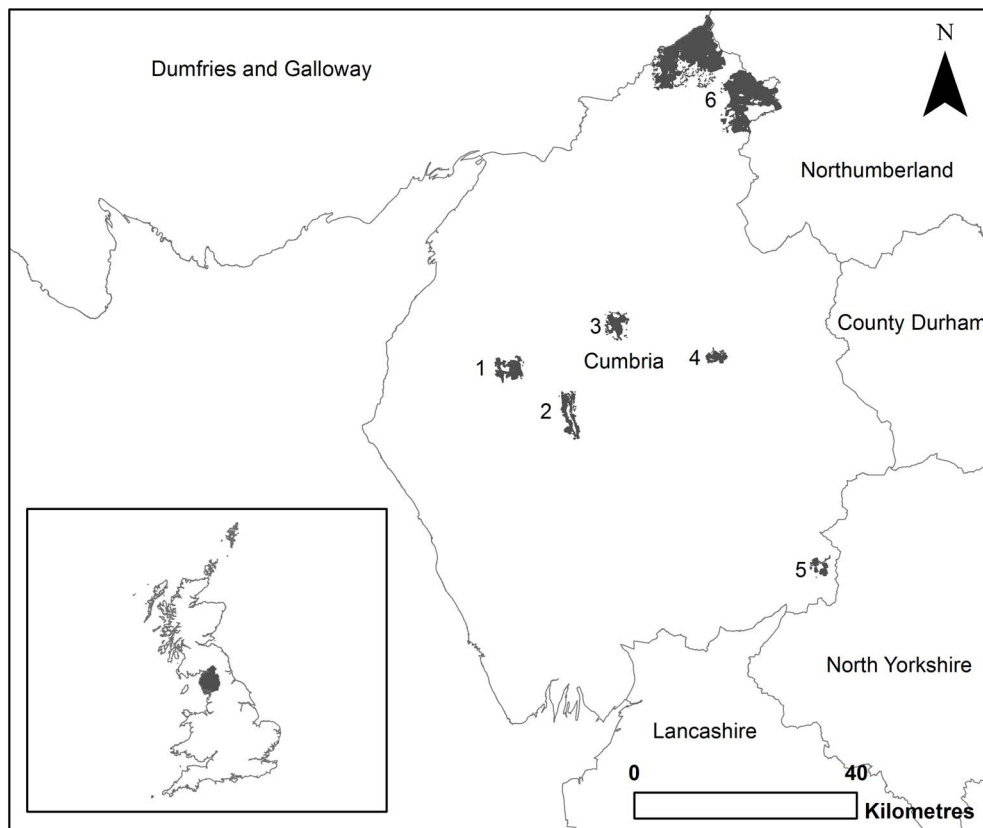 N
Dumfries and Galloway
6
Northumberland
3
County Durham
1
Cumbria
4
2
5
North Yorkshire
Lancashire
0 40
Kilometres